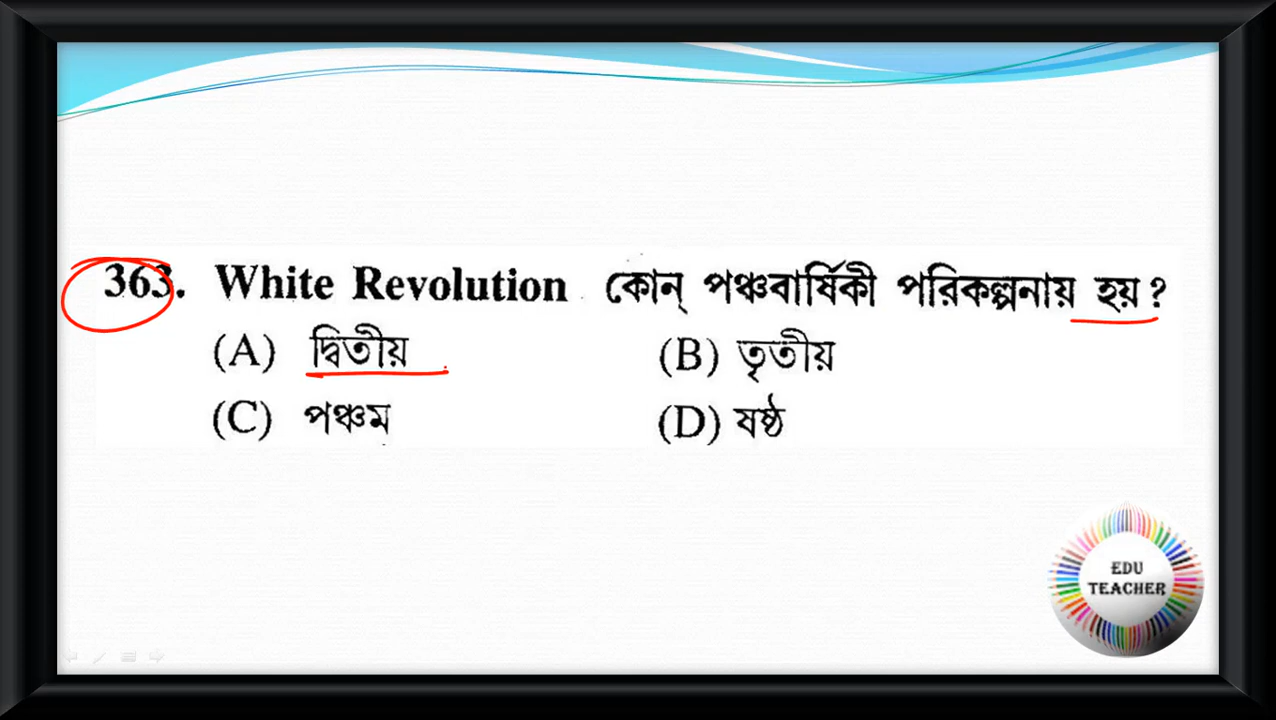 363. White Revolution কোন্ পঞ্চবার্ষিকী পরিকল্পনায় হয় ?
(A) দ্বিতীয়
(B) তৃতীয়
(C) পঞ্চম
(D) ষষ্ঠ
EDU
TEACHER